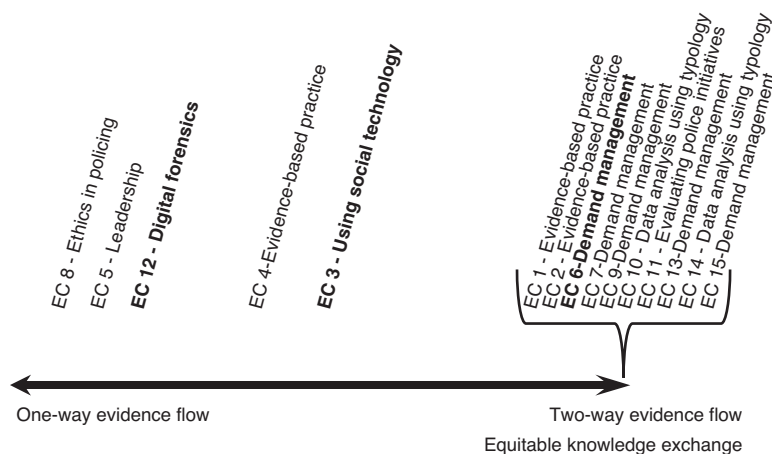 EC 8 - Ethics in policing
EC 5 - Leadership
EC 12 - Digital forensics
EC 4-Evidence-based practice
EC 3 - Using social technology
EC 1 - Evidence-based practice
EC 2 - Evidence-based practice
EC 6-Demand management
EC 7-Demand management
EC 9-Demand management
EC 10 - Data analysis using typology
EC 11 - Evaluating police initiatives
EC 13-Demand management
EC 14 - Data analysis using typology
EC 15-Demand management
One-way evidence flow
Two-way evidence flow
Equitable knowledge exchange